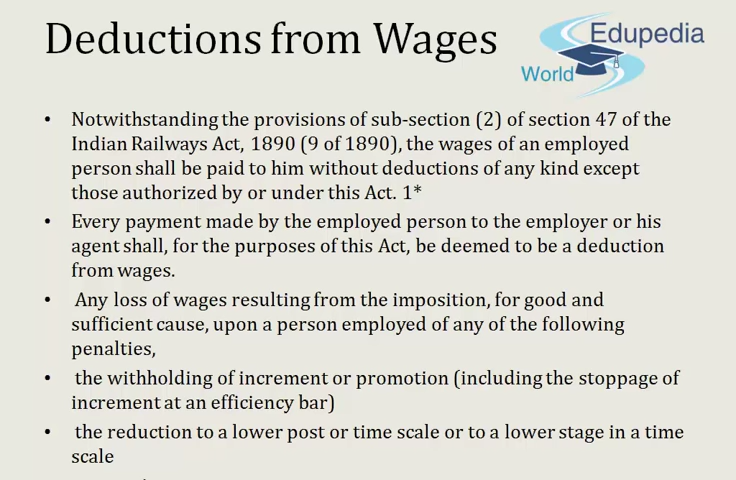 Deductions from Wages
Edupedia
World
• Notwithstanding the provisions of sub-section (2) of section 47 of the
Indian Railways Act, 1890 (9 of 1890), the wages of an employed
person shall be paid to him without deductions of any kind except
those authorized by or under this Act. 1*
• Every payment made by the employed person to the employer or his
agent shall, for the purposes of this Act, be deemed to be a deduction
from wages.
• Any loss of wages resulting from the imposition, for good and
sufficient cause, upon a person employed of any of the following
penalties,
• the withholding of increment or promotion (including the stoppage of
increment at an efficiency bar)
• the reduction to a lower post or time scale or to a lower stage in a time
scale